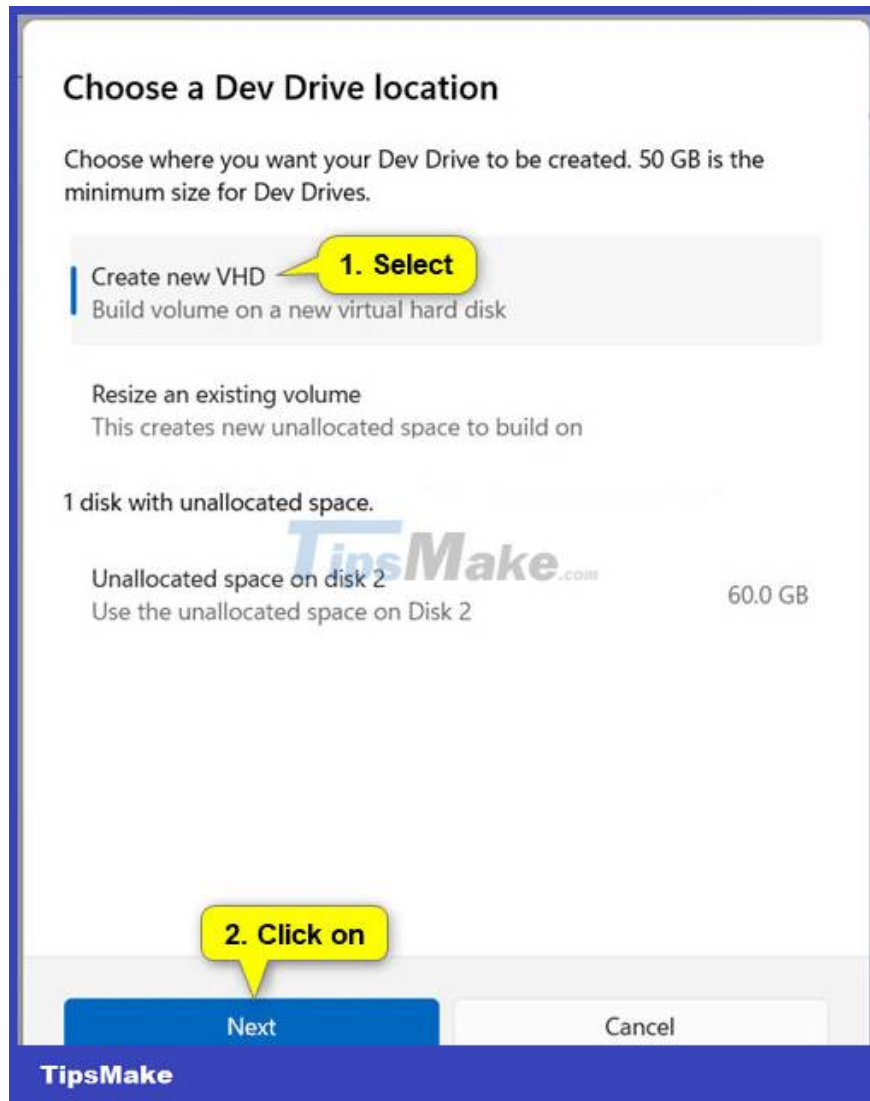 Choose a Dev Drive location
Choose where you want your Dev Drive to be created. 50 GB is the
minimum size for Dev Drives.
Create new VHD
1. Select
Build volume on a new virtual hard disk
Resize an existing volume
This creates new unallocated space to build on
1 disk with unallocated space.
TipsMake.com
Unallocated space on disk 2
Use the unallocated space on Disk 2
60.0 GB
2. Click on
Next
Cancel
TipsMake